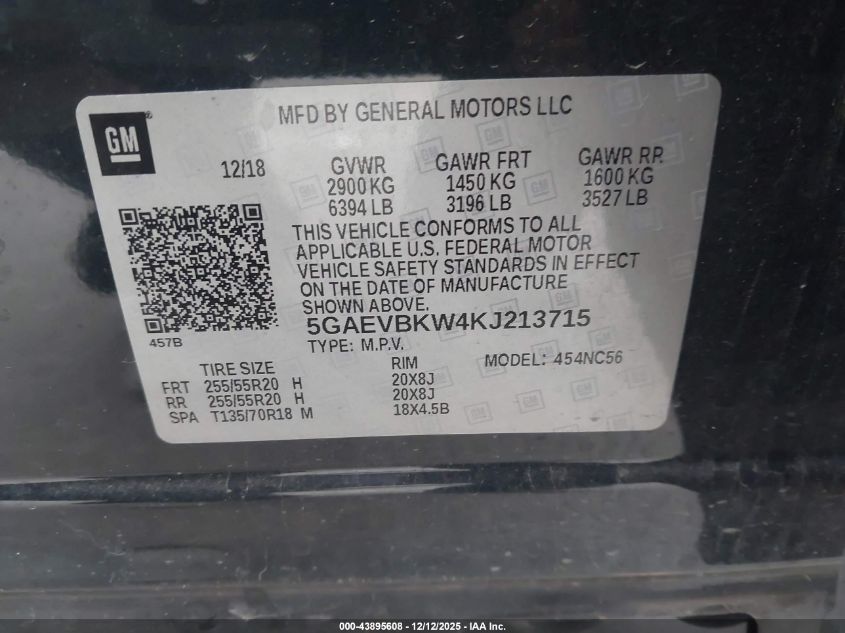 MFD BY GENERAL MOTORS LLC
GM
12/18
GVWR
2900 KG
6394 LB
GAWR FRT
1450 KG
3196 LB
GAWR RR
1600 KG
3527 LB
THIS VEHICLE CONFORMS TO ALL
APPLICABLE U.S. FEDERAL MOTOR
VEHICLE SAFETY STANDARDS IN EFFECT
ON THE DATE OF MANUFACTURE
SHOWN ABOVE.
457B
5GAEVBKW4KJ213715
TYPE: M.P.V.
MODEL: 454NC56
TIRE SIZE RIM
FRT 255/55R20 H 20X8J
RR 255/55R20 H 20X8J
SPA T135/70R18 M 18X4.5B
000-43895608 - 12/12/2025 - IAA Inc.